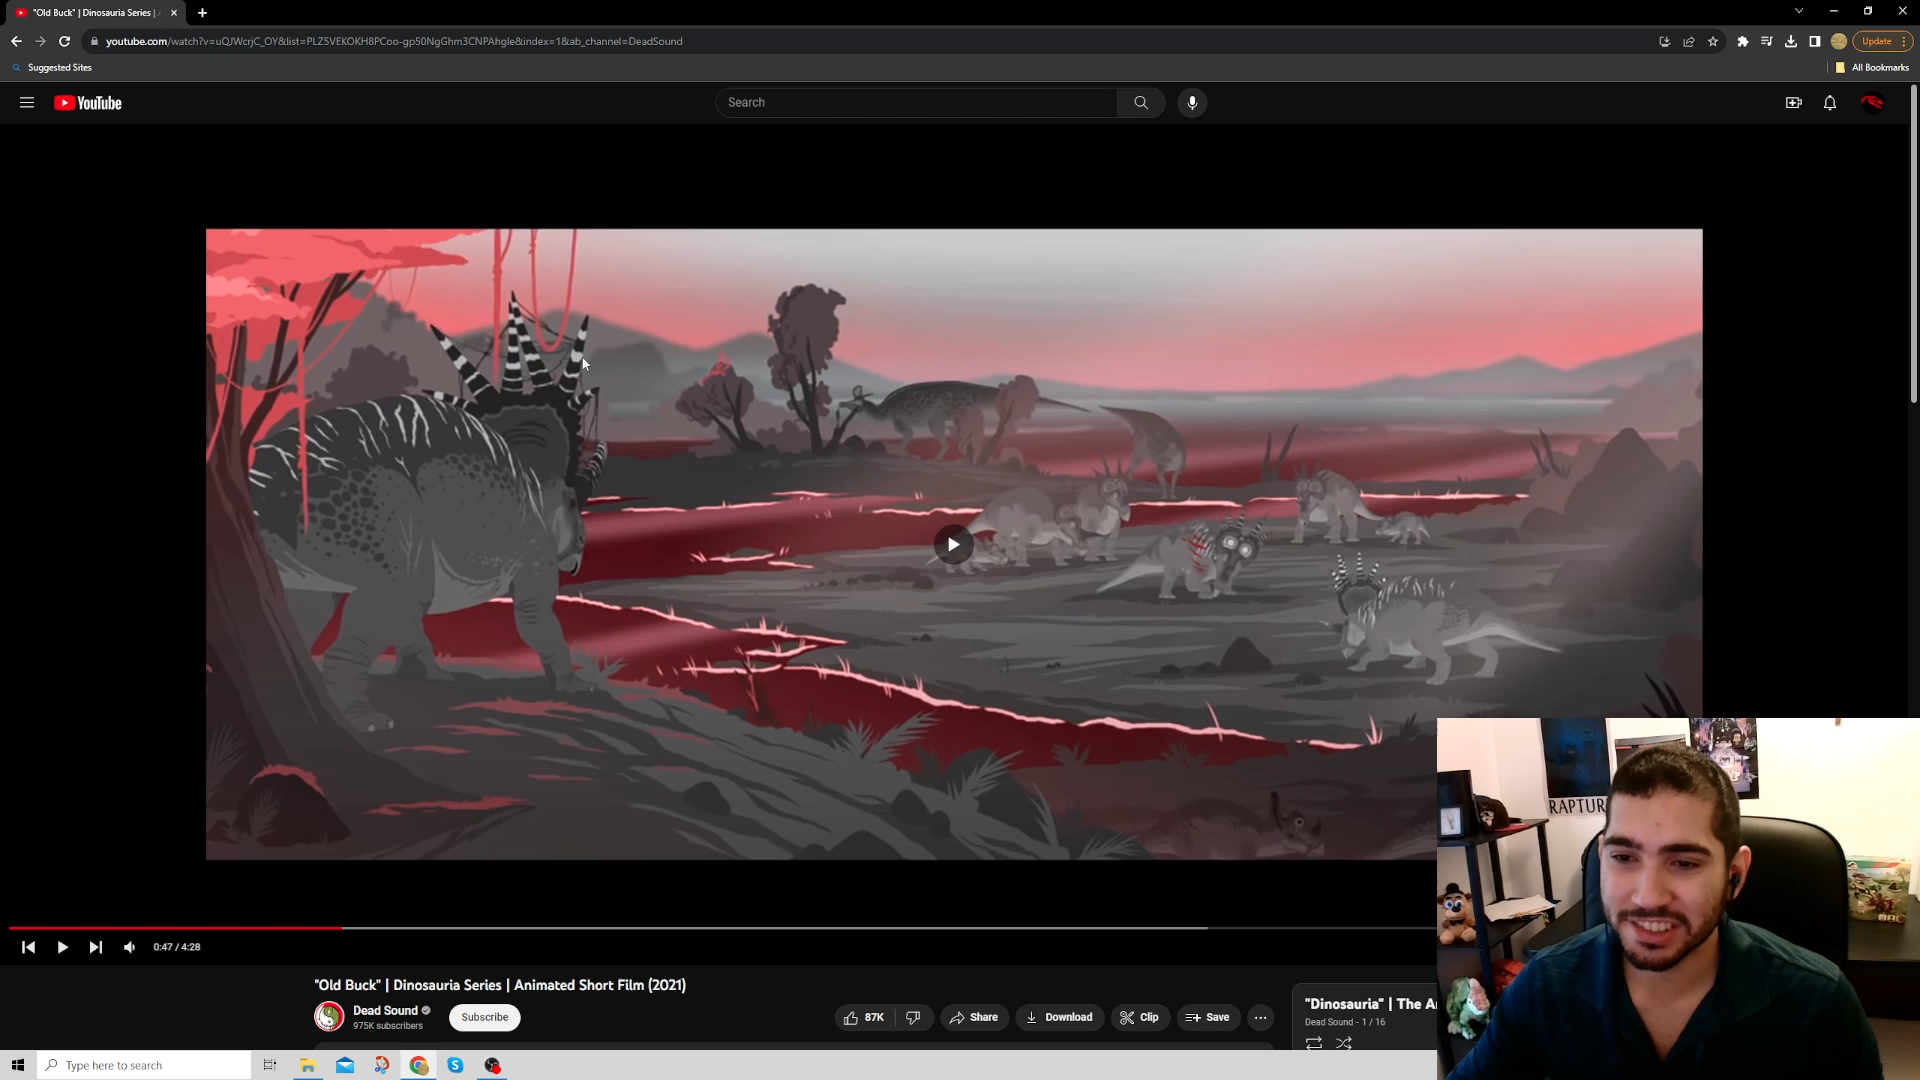 "Old Buck" | Dinosauria Series |
youtube.com/watch?v=uQJWcrjC_OY&list=PLZ5VEKOKH8PCoo-gp50NgGhm3CNPAhgle&index=1&ab_channel=DeadSound
Update
Suggested Sites
All Bookmarks
YouTube
Search
RAPTUR
0:47 / 4:28
"Old Buck" | Dinosauria Series | Animated Short Film (2021)
Dead Sound
975K subscribers
Subscribe
87K
Share
Download
Clip
Save
"Dinosauria" | The A
Dead Sound - 1 / 16
Type here to search